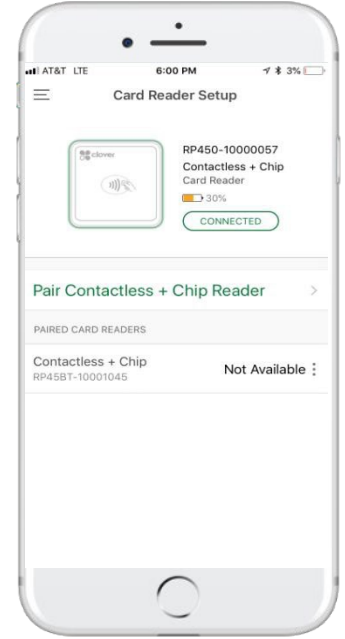 AT&T LTE 6:00 PM 3%
Card Reader Setup
clover
RP450-10000057
Contactless + Chip
Card Reader
30%
CONNECTED
Pair Contactless + Chip Reader
PAIRED CARD READERS
Contactless + Chip
Not Available
RP45BT-10001045